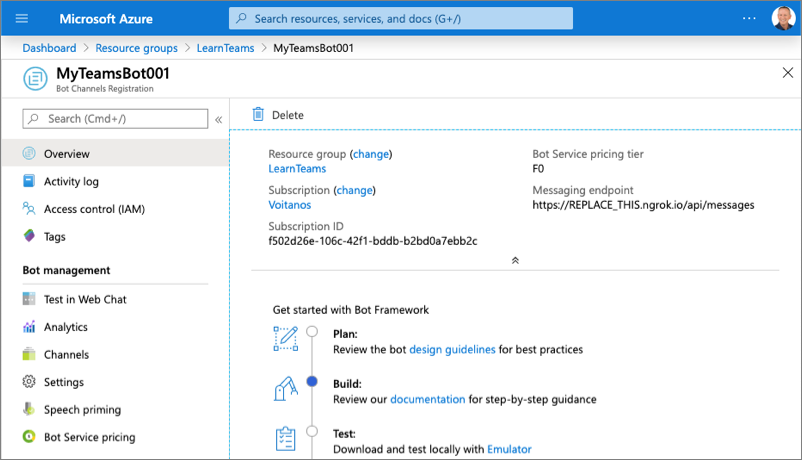 Microsoft Azure
Search resources, services, and docs (G+/)
Dashboard > Resource groups > LearnTeams > MyTeamsBot001
MyTeamsBot001
Bot Channels Registration
Search (Cmd+/)
Overview
Activity log
Access control (IAM)
Tags
Bot management
Test in Web Chat
Analytics
Channels
Settings
Speech priming
Bot Service pricing
Delete
Resource group (change)
LearnTeams
Subscription (change)
Voitanos
Subscription ID
f502d26e-106c-42f1-bddb-b2bd0a7ebb2c
Bot Service pricing tier
F0
Messaging endpoint
https://REPLACE_THIS.ngrok.io/api/messages
Get started with Bot Framework
Plan:
Review the bot design guidelines for best practices
Build:
Review our documentation for step-by-step guidance
Test:
Download and test locally with Emulator